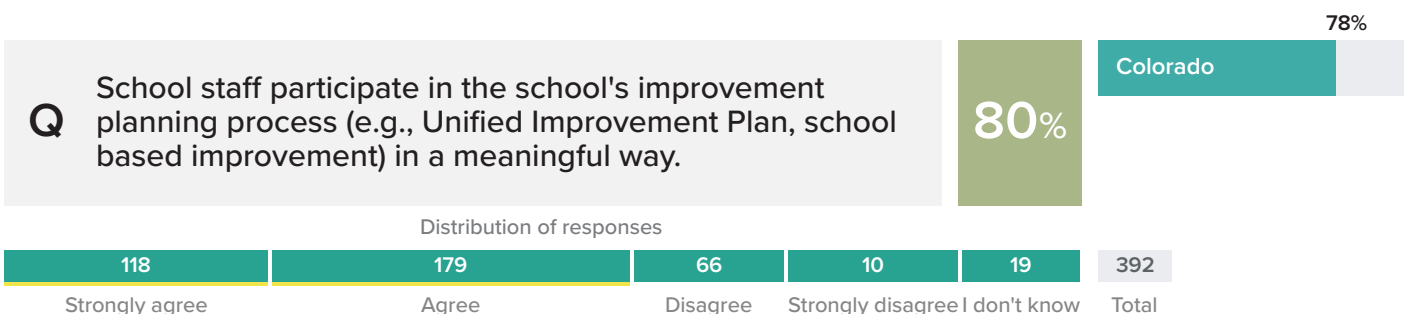 78%
Q
School staff participate in the school's improvement
planning process (e.g., Unified Improvement Plan, school
based improvement) in a meaningful way.
80%
Colorado
Distribution of responses
118 179 66 10 19 392
Strongly agree Agree Disagree Strongly disagree I don't know Total